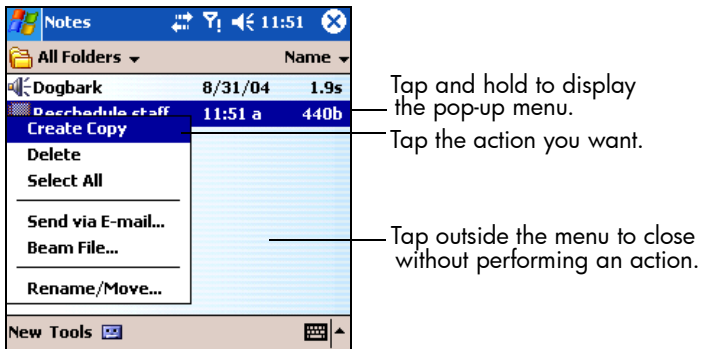 Notes 11:51
All Folders Name
Dogbark 8/31/04 1.9s
Reschedule staff 11:51 a 440b
Create Copy
Delete
Select All
Send via E-mail...
Beam File...
Rename/Move...
New Tools
Tap and hold to display
the pop-up menu.
Tap the action you want.
Tap outside the menu to close
without performing an action.